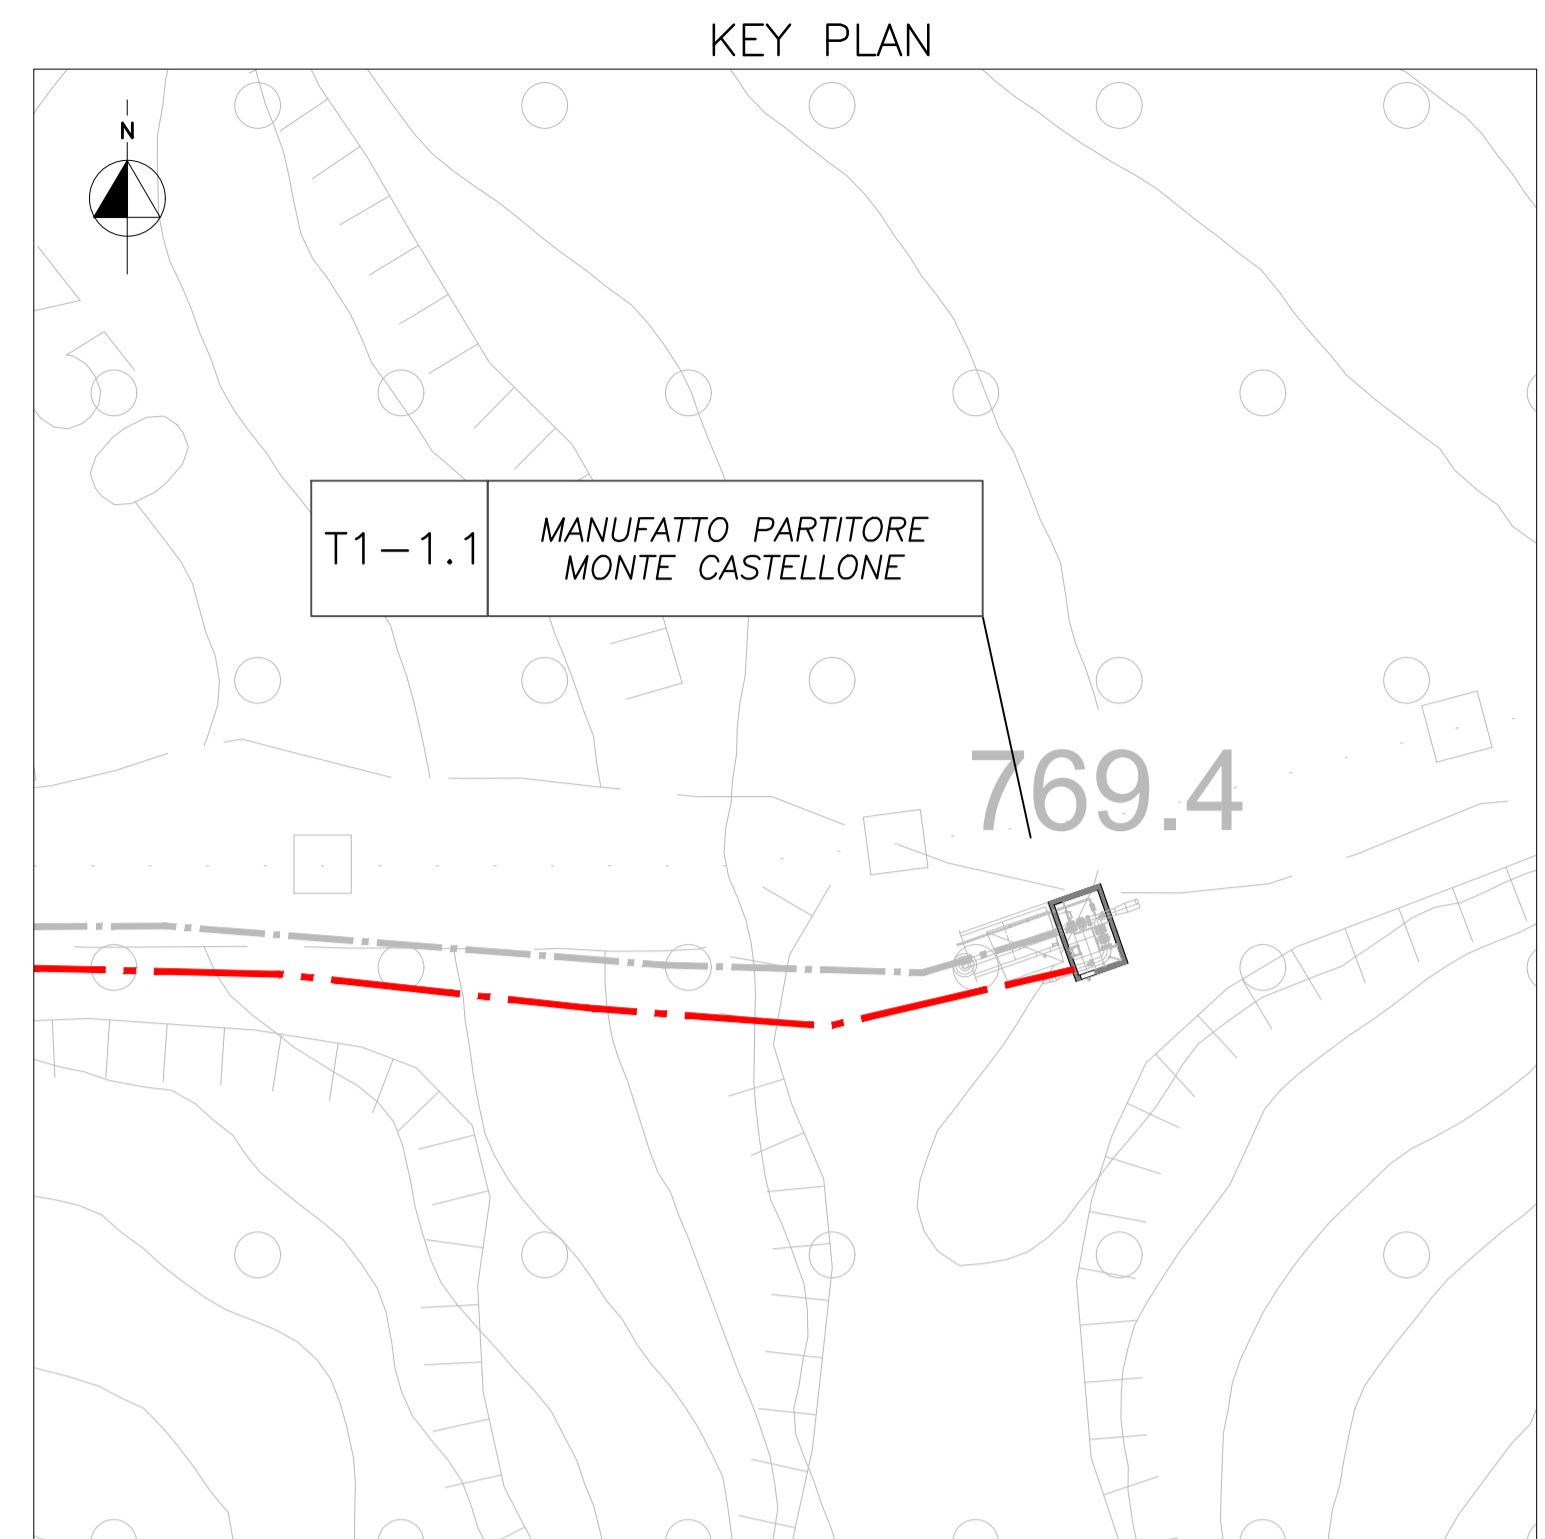 KEY PLAN
N
T1-1.1
MANUFATTO PARTITORE
MONTE CASTELLONE
769.4